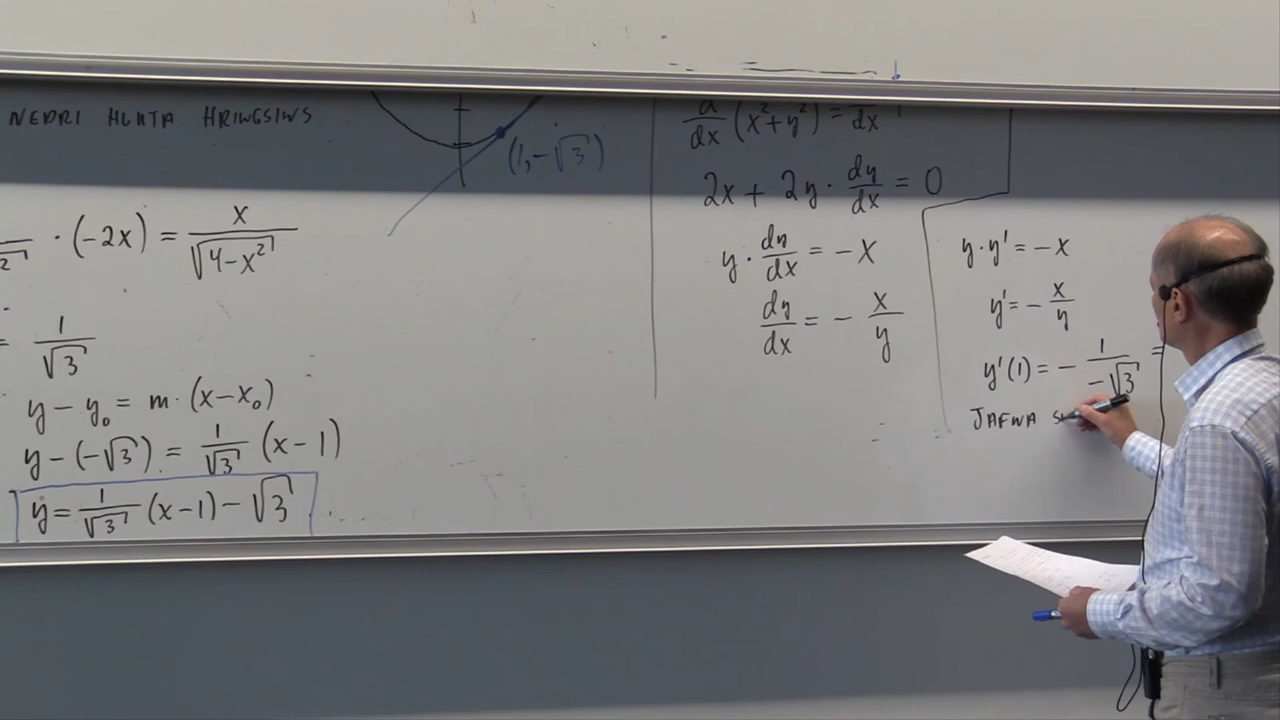 NEÐRI HLUTA HRINGSINS
(1, -√3)
· (-2x) = x/√(4-x²)
= 1/√3
y - y₀ = m · (x - x₀)
y - (-√3) = 1/√3 (x - 1)
y = 1/√3 (x-1) - √3
d/dx (x² + y²) = /dx
2x + 2y · dy/dx = 0
y · dy/dx = -x
dy/dx = - x/y
y · y' = -x
y' = - x/y
y'(1) = - 1/-√3 =
JAFNA